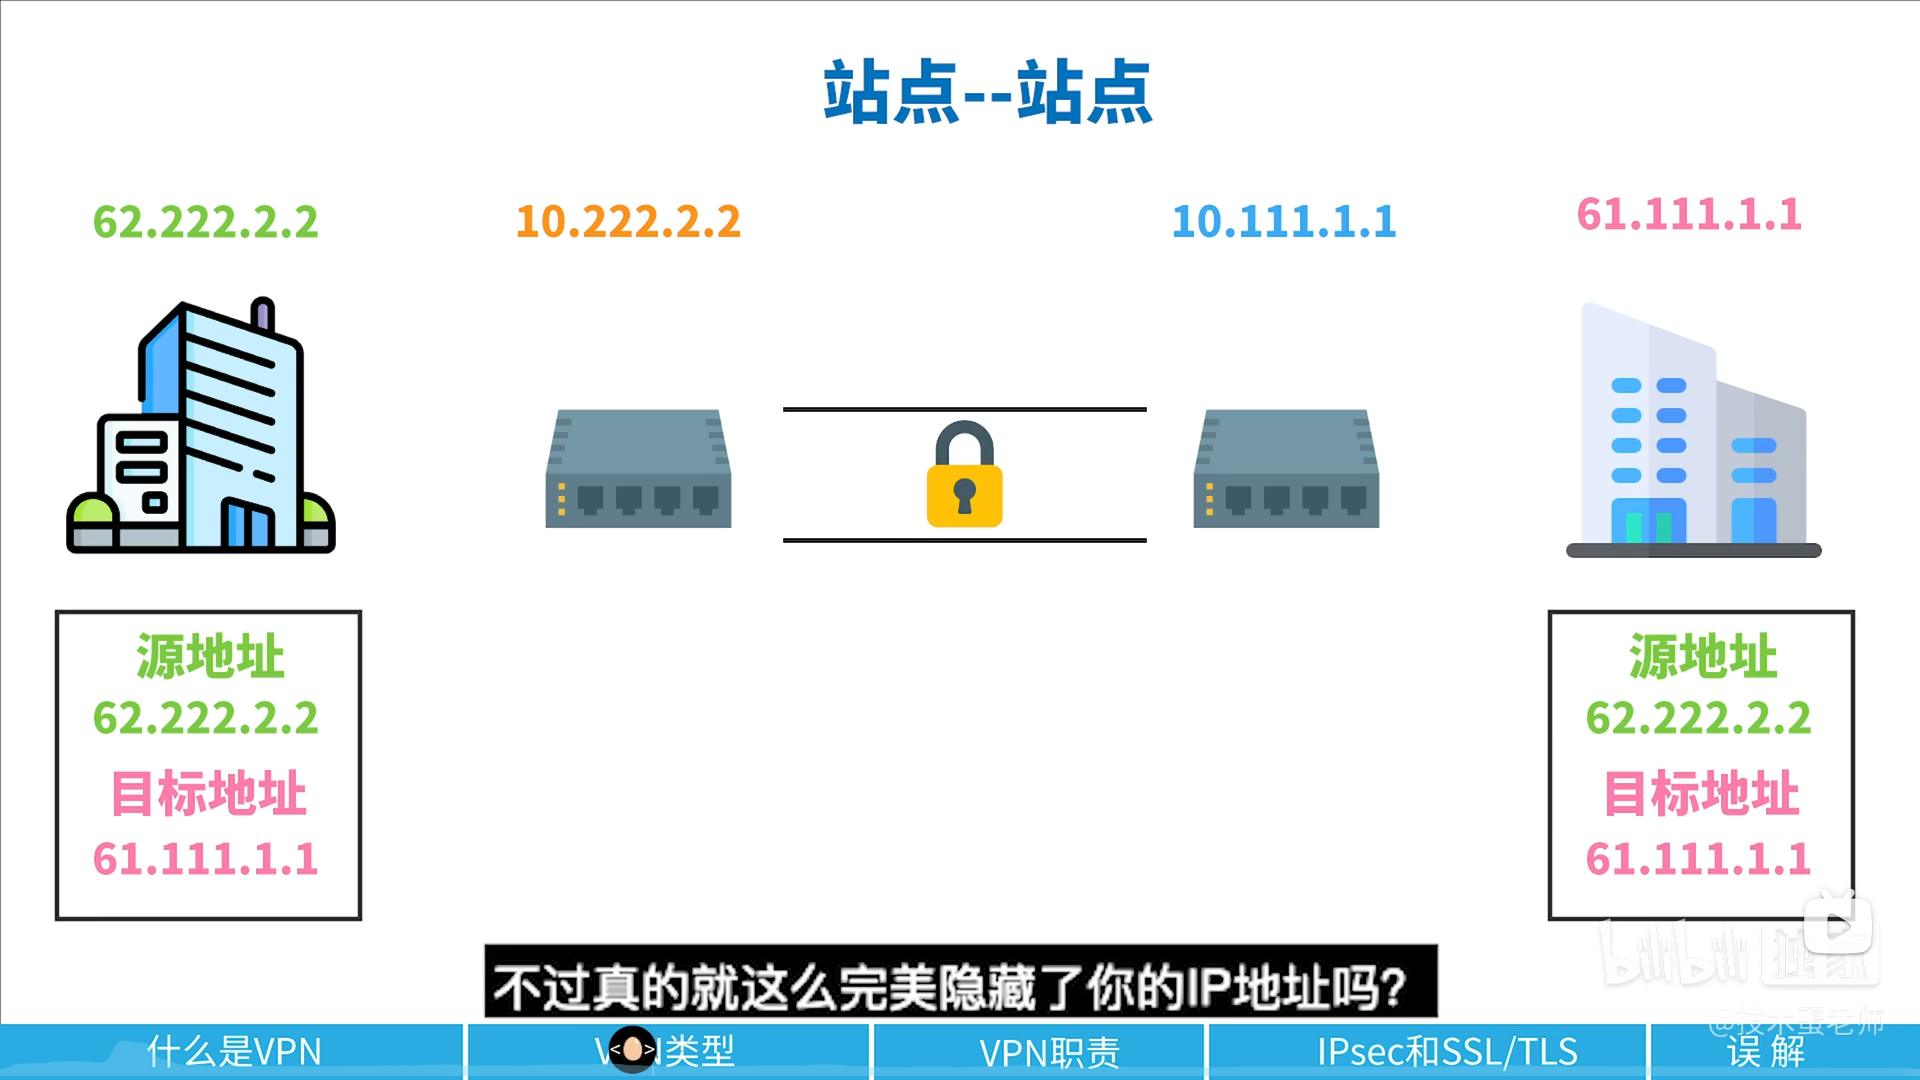 站点--站点
62.222.2.2
10.222.2.2
10.111.1.1
61.111.1.1
源地址
62.222.2.2
目标地址
61.111.1.1
源地址
62.222.2.2
目标地址
61.111.1.1
不过真的就这么完美隐藏了你的IP地址吗?
bilibili 独家
@技术蛋老师
什么是VPN
VPN类型
VPN职责
IPsec和SSL/TLS
误 解